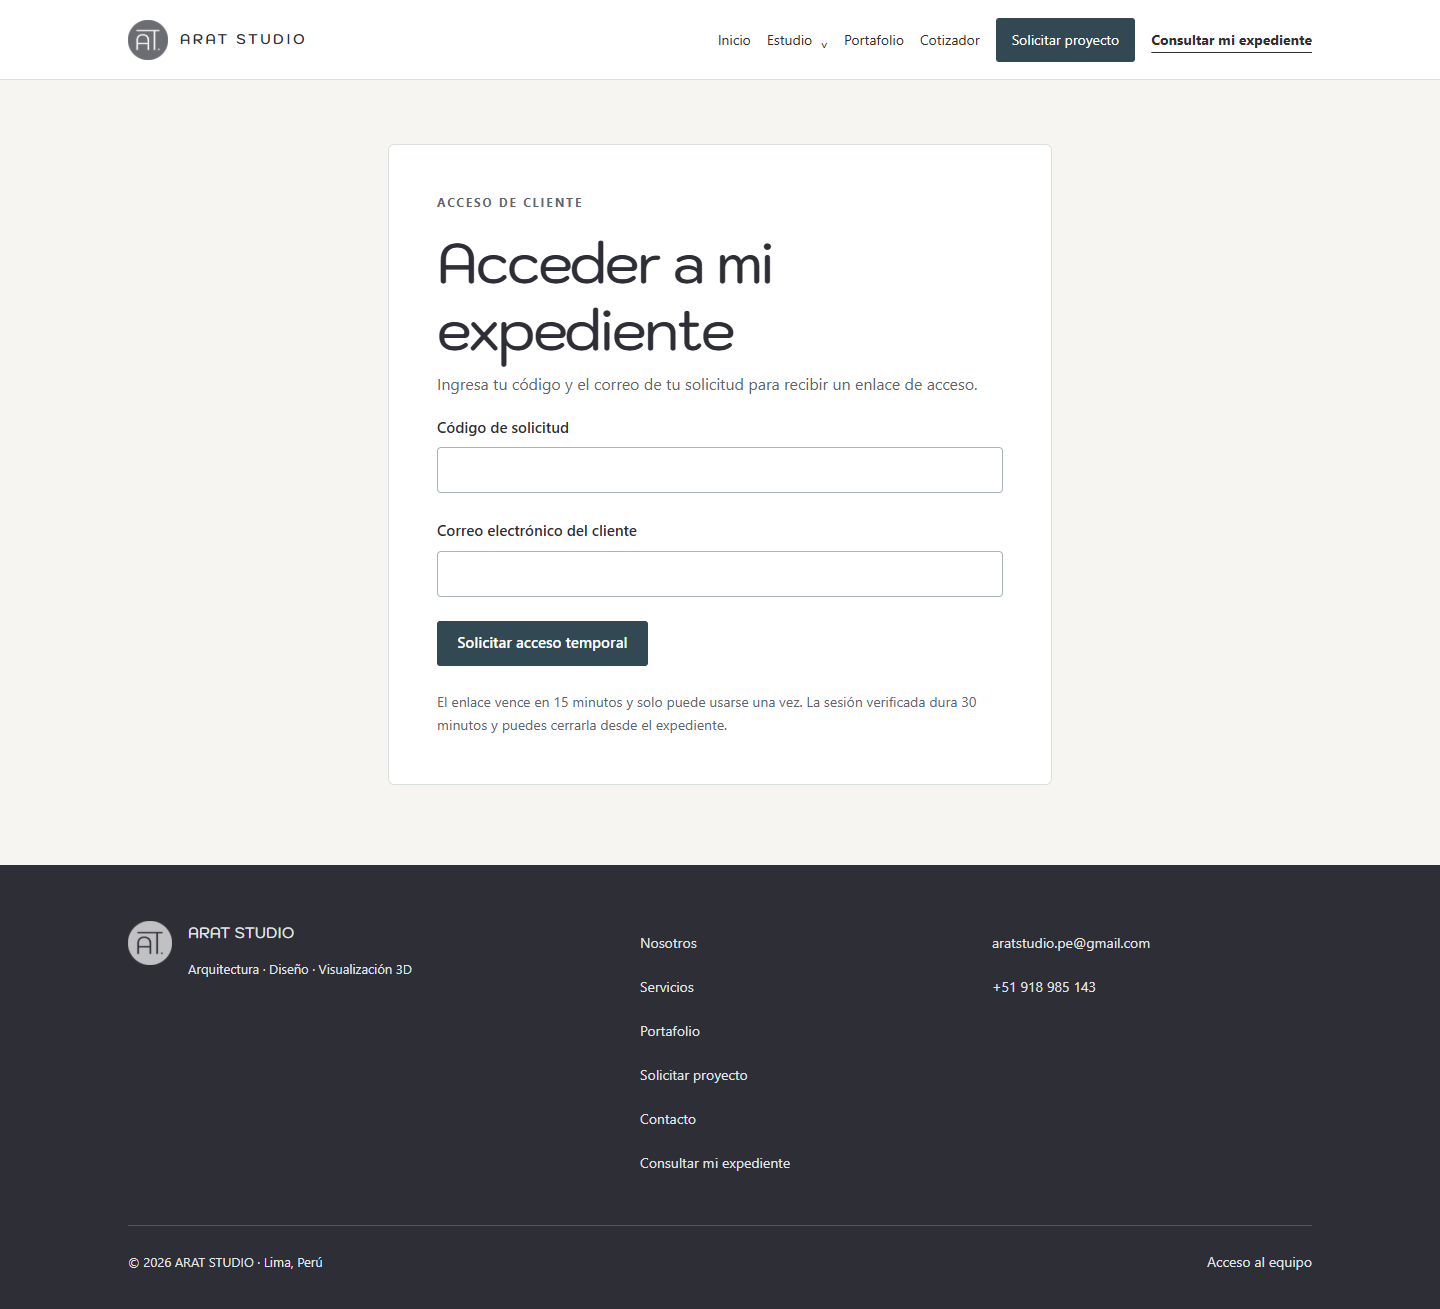 AT. ARAT STUDIO
Inicio Estudio v Portafolio Cotizador Solicitar proyecto Consultar mi expediente
ACCESO DE CLIENTE
Acceder a mi
expediente
Ingresa tu código y el correo de tu solicitud para recibir un enlace de acceso.
Código de solicitud
Correo electrónico del cliente
Solicitar acceso temporal
El enlace vence en 15 minutos y solo puede usarse una vez. La sesión verificada dura 30
minutos y puedes cerrarla desde el expediente.
AT. ARAT STUDIO
Arquitectura · Diseño · Visualización 3D
Nosotros
Servicios
Portafolio
Solicitar proyecto
Contacto
Consultar mi expediente
aratstudio.pe@gmail.com
+51 918 985 143
© 2026 ARAT STUDIO · Lima, Perú
Acceso al equipo